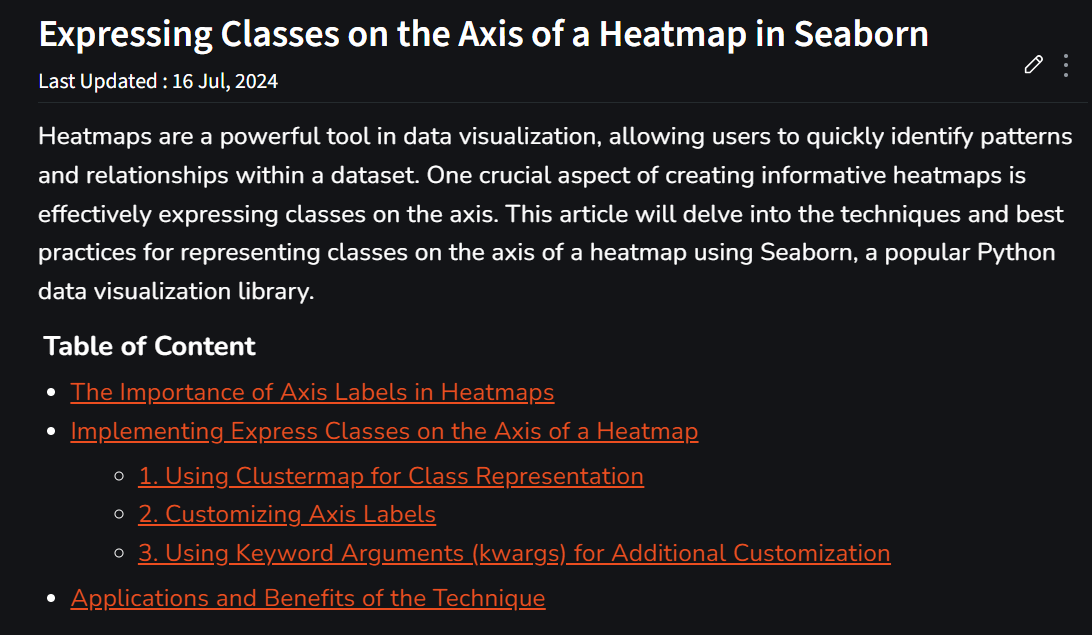 Expressing Classes on the Axis of a Heatmap in Seaborn
Last Updated : 16 Jul, 2024
Heatmaps are a powerful tool in data visualization, allowing users to quickly identify patterns
and relationships within a dataset. One crucial aspect of creating informative heatmaps is
effectively expressing classes on the axis. This article will delve into the techniques and best
practices for representing classes on the axis of a heatmap using Seaborn, a popular Python
data visualization library.
Table of Content
The Importance of Axis Labels in Heatmaps
Implementing Express Classes on the Axis of a Heatmap
1. Using Clustermap for Class Representation
2. Customizing Axis Labels
3. Using Keyword Arguments (kwargs) for Additional Customization
Applications and Benefits of the Technique